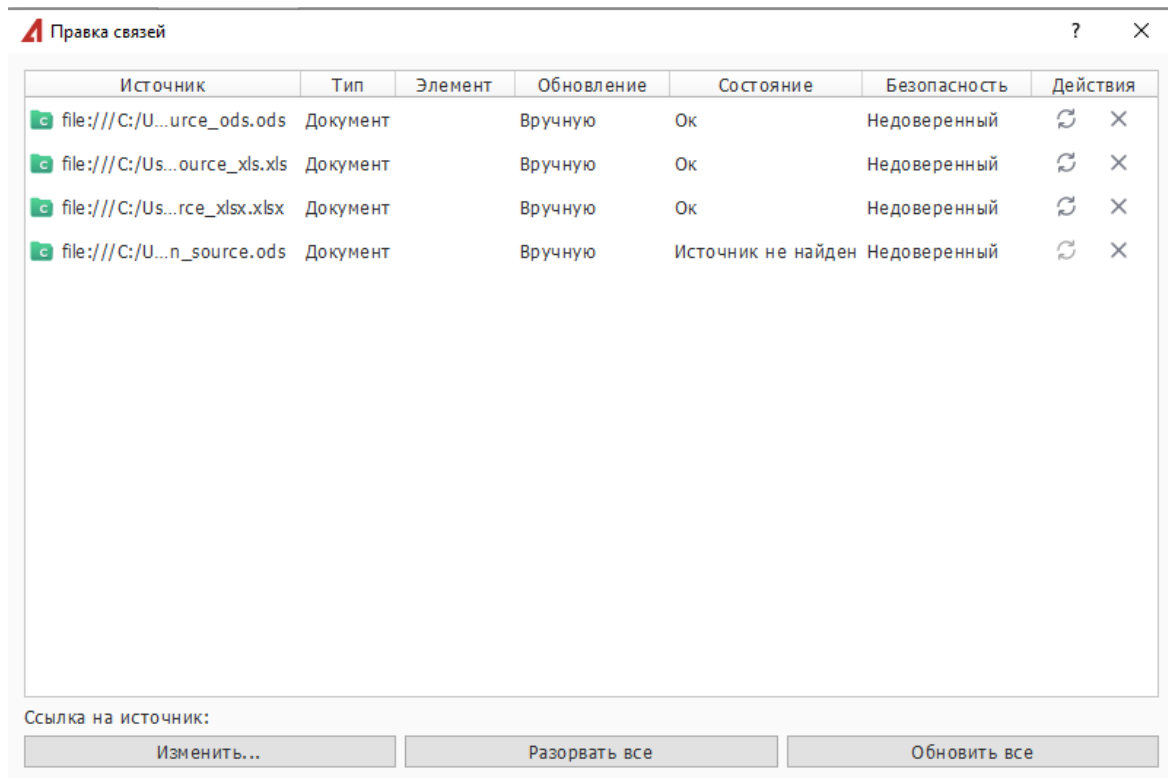 Правка связей ?
Источник Тип Элемент Обновление Состояние Безопасность Действия
file:///C:/U...urce_ods.ods Документ Вручную Ок Недоверенный
file:///C:/Us...ource_xls.xls Документ Вручную Ок Недоверенный
file:///C:/Us...rce_xlsx.xlsx Документ Вручную Ок Недоверенный
file:///C:/U...n_source.ods Документ Вручную Источник не найден Недоверенный
Ссылка на источник:
Изменить... Разорвать все Обновить все